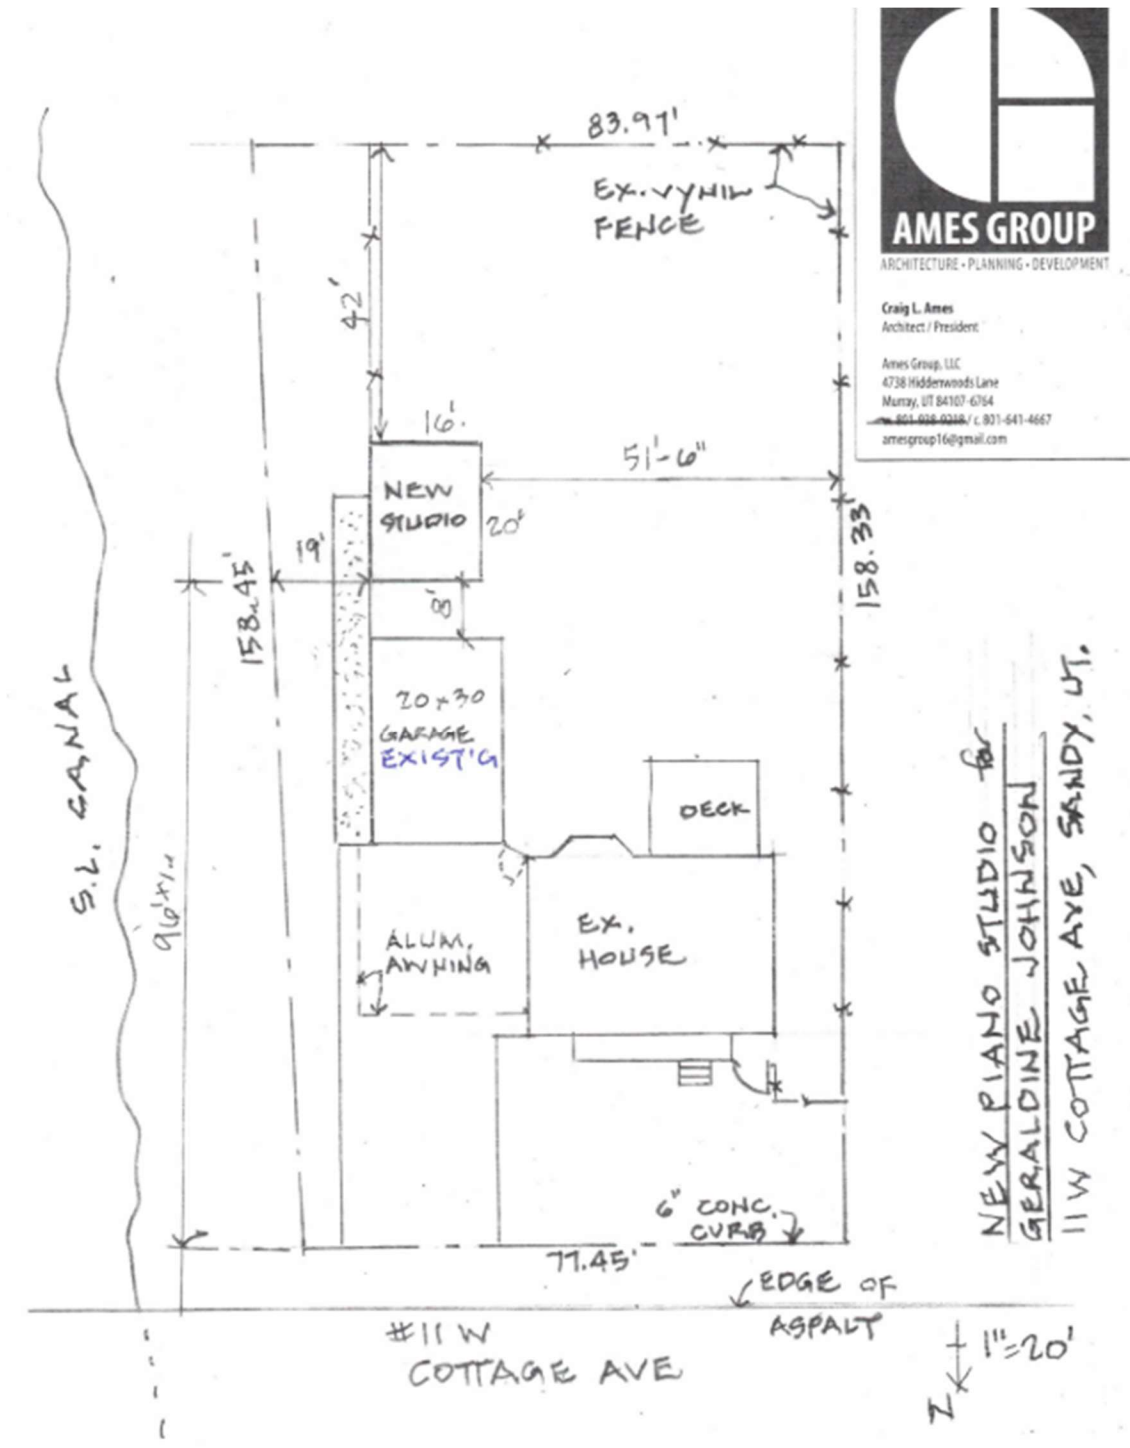 83.97'
EX. VYNIL
FENCE
AMES GROUP
ARCHITECTURE • PLANNING • DEVELOPMENT
Craig L. Ames
Architect / President
Ames Group, LLC
4738 Hiddenwoods Lane
Murray, UT 84107-6764
/ c. 801-641-4667
amesgroup16@gmail.com
42'
16'.
51'-6"
NEW
STUDIO
20'
19'
8'
158.45'
158.33'
20x30
GARAGE
EXIST'G
DECK
S.L. CANAL
96'
EX.
HOUSE
ALUM.
AWNING
NEW PIANO STUDIO for
GERALDINE JOHNSON
11 W COTTAGE AVE, SANDY, UT.
6" CONC.
CURB
77.45'
EDGE OF
ASPALT
#11 W
COTTAGE AVE
1"=20'
N